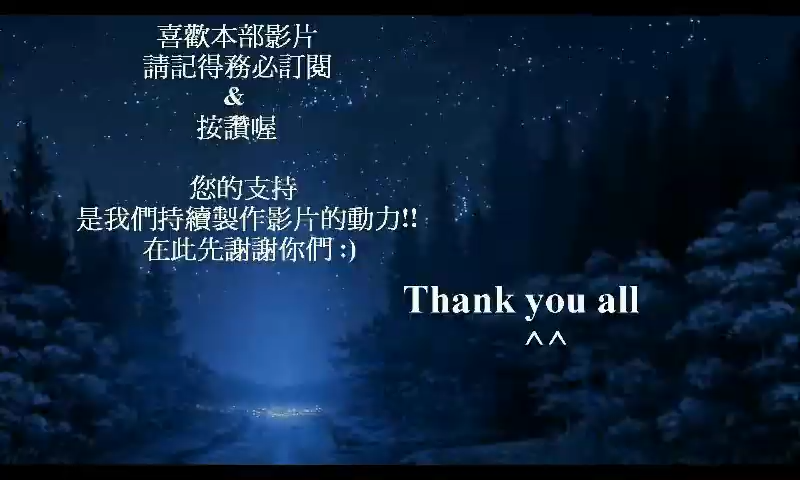 喜歡本部影片
請記得務必訂閱
&
按讚喔
您的支持
是我們持續製作影片的動力!!
在此先謝謝你們 :)
Thank you all
^^